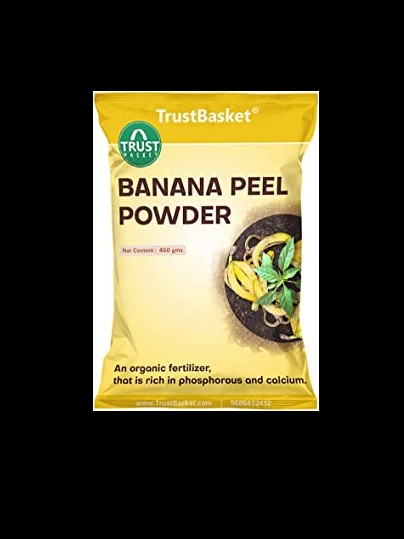 TrustBasket®
TRUST
BASKET
BANANA PEEL
POWDER
Net Content : 450 gms
An organic fertilizer,
that is rich in phosphorous and calcium.
www.TrustBasket.com | 9686432432